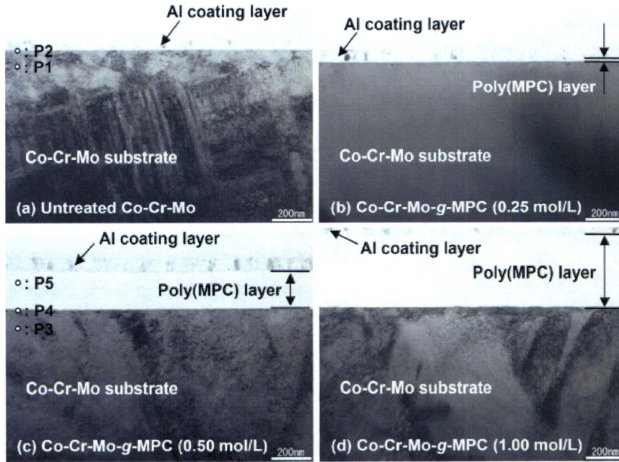 Al coating layer
: P2
: P1
Co-Cr-Mo substrate
(a) Untreated Co-Cr-Mo
200nm
Al coating layer
Poly(MPC) layer
Co-Cr-Mo substrate
(b) Co-Cr-Mo-g-MPC (0.25 mol/L)
200nm
Al coating layer
: P5
Poly(MPC) layer
: P4
: P3
Co-Cr-Mo substrate
(c) Co-Cr-Mo-g-MPC (0.50 mol/L)
200nm
Al coating layer
Poly(MPC) layer
Co-Cr-Mo substrate
(d) Co-Cr-Mo-g-MPC (1.00 mol/L)
200nm